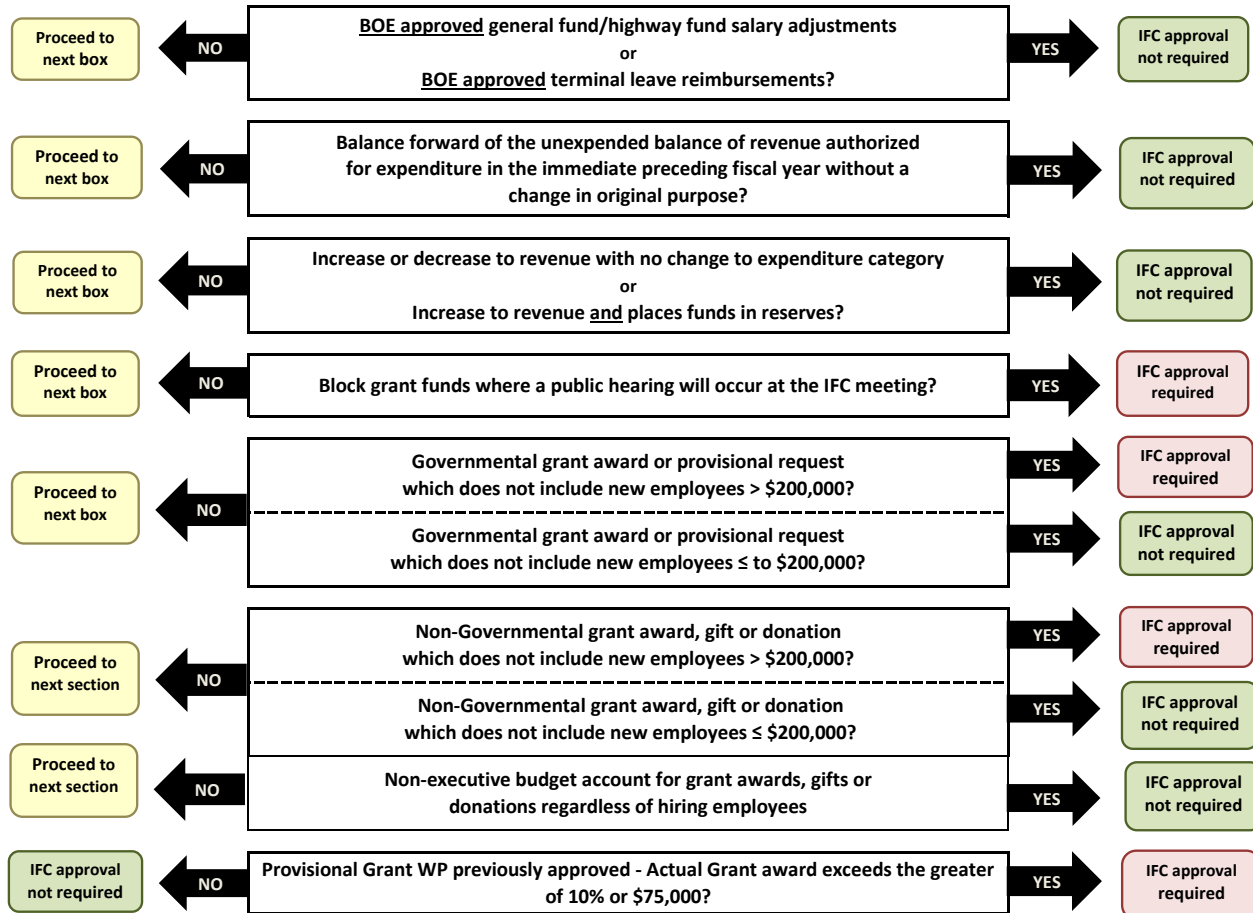 Proceed to
next box
NO
BOE approved general fund/highway fund salary adjustments
or
BOE approved terminal leave reimbursements?
YES
IFC approval
not required
Proceed to
next box
NO
Balance forward of the unexpended balance of revenue authorized
for expenditure in the immediate preceding fiscal year without a
change in original purpose?
YES
IFC approval
not required
Proceed to
next box
NO
Increase or decrease to revenue with no change to expenditure category
or
Increase to revenue and places funds in reserves?
YES
IFC approval
not required
Proceed to
next box
NO
Block grant funds where a public hearing will occur at the IFC meeting?
YES
IFC approval
required
Proceed to
next box
NO
Governmental grant award or provisional request
which does not include new employees > $200,000?
YES
IFC approval
required
Governmental grant award or provisional request
which does not include new employees ≤ to $200,000?
YES
IFC approval
not required
Proceed to
next section
NO
Non-Governmental grant award, gift or donation
which does not include new employees > $200,000?
YES
IFC approval
required
Non-Governmental grant award, gift or donation
which does not include new employees ≤ $200,000?
YES
IFC approval
not required
Proceed to
next section
NO
Non-executive budget account for grant awards, gifts or
donations regardless of hiring employees
YES
IFC approval
not required
IFC approval
not required
NO
Provisional Grant WP previously approved - Actual Grant award exceeds the greater
of 10% or $75,000?
YES
IFC approval
required